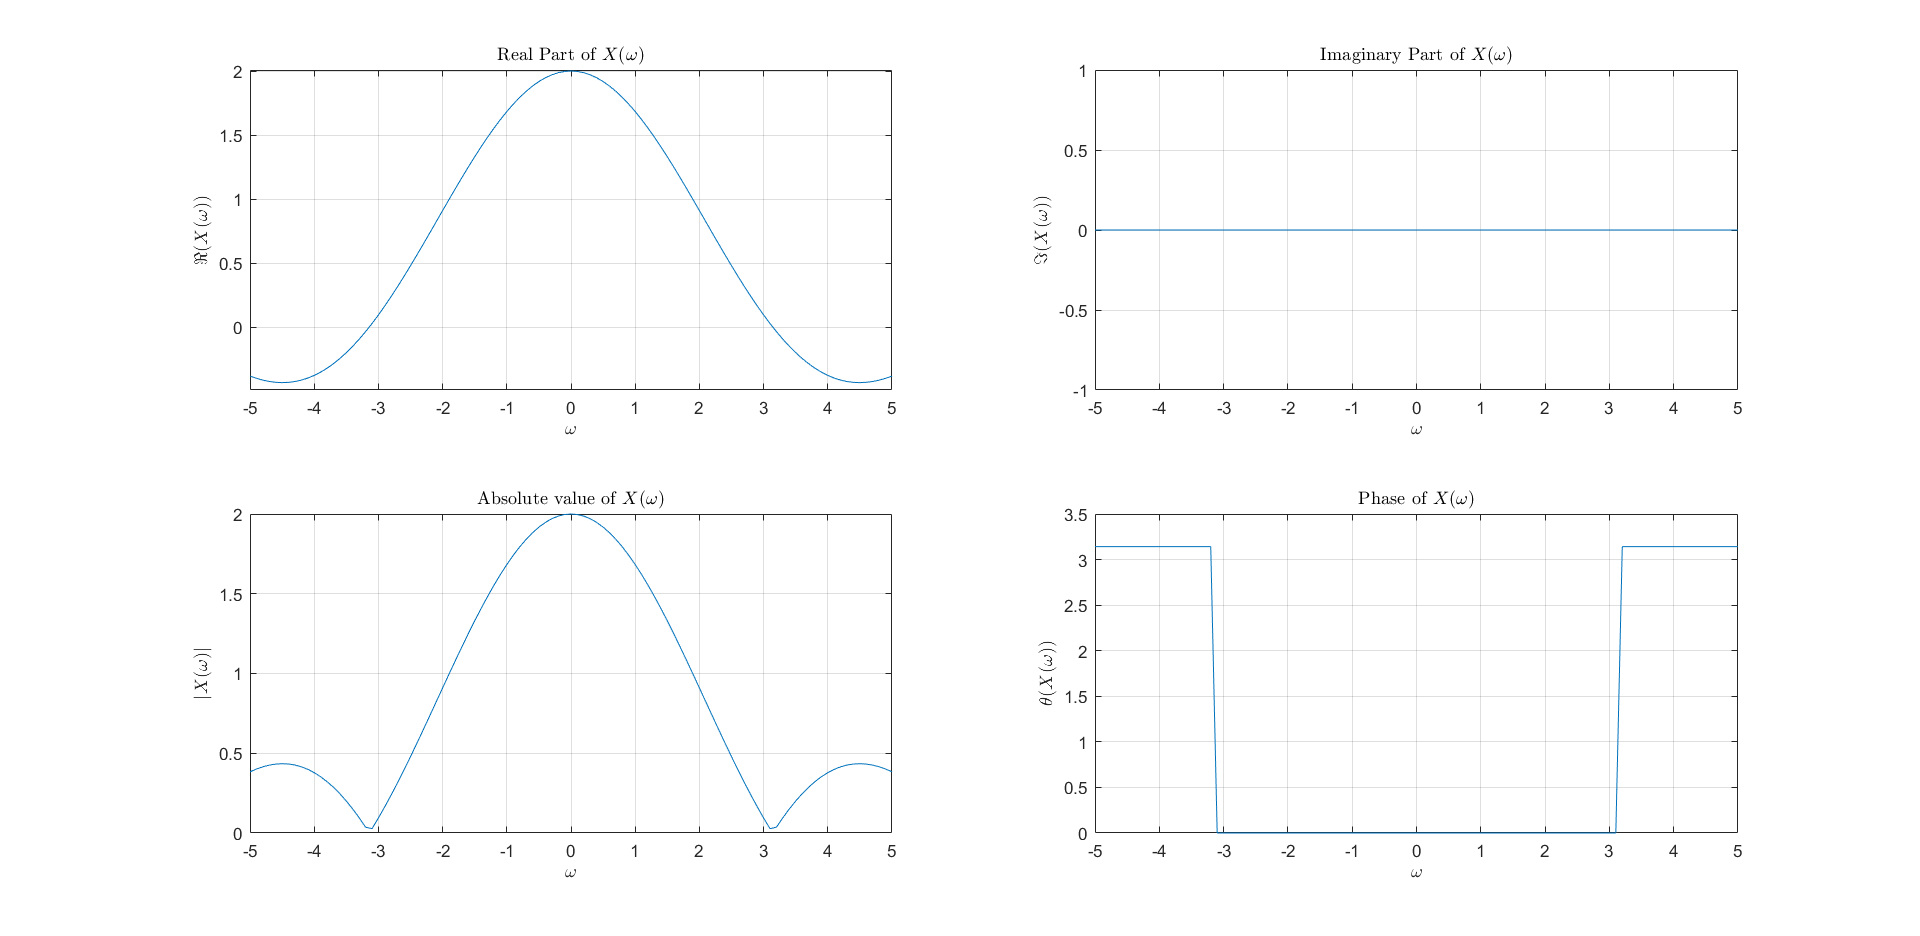 Real Part of X(ω)
2
1.5
1
0.5
0
ℜ(X(ω))
-5 -4 -3 -2 -1 0 1 2 3 4 5
ω
Imaginary Part of X(ω)
1
0.5
0
-0.5
-1
ℑ(X(ω))
-5 -4 -3 -2 -1 0 1 2 3 4 5
ω
Absolute value of X(ω)
2
1.5
1
0.5
0
|X(ω)|
-5 -4 -3 -2 -1 0 1 2 3 4 5
ω
Phase of X(ω)
3.5
3
2.5
2
1.5
1
0.5
0
θ(X(ω))
-5 -4 -3 -2 -1 0 1 2 3 4 5
ω